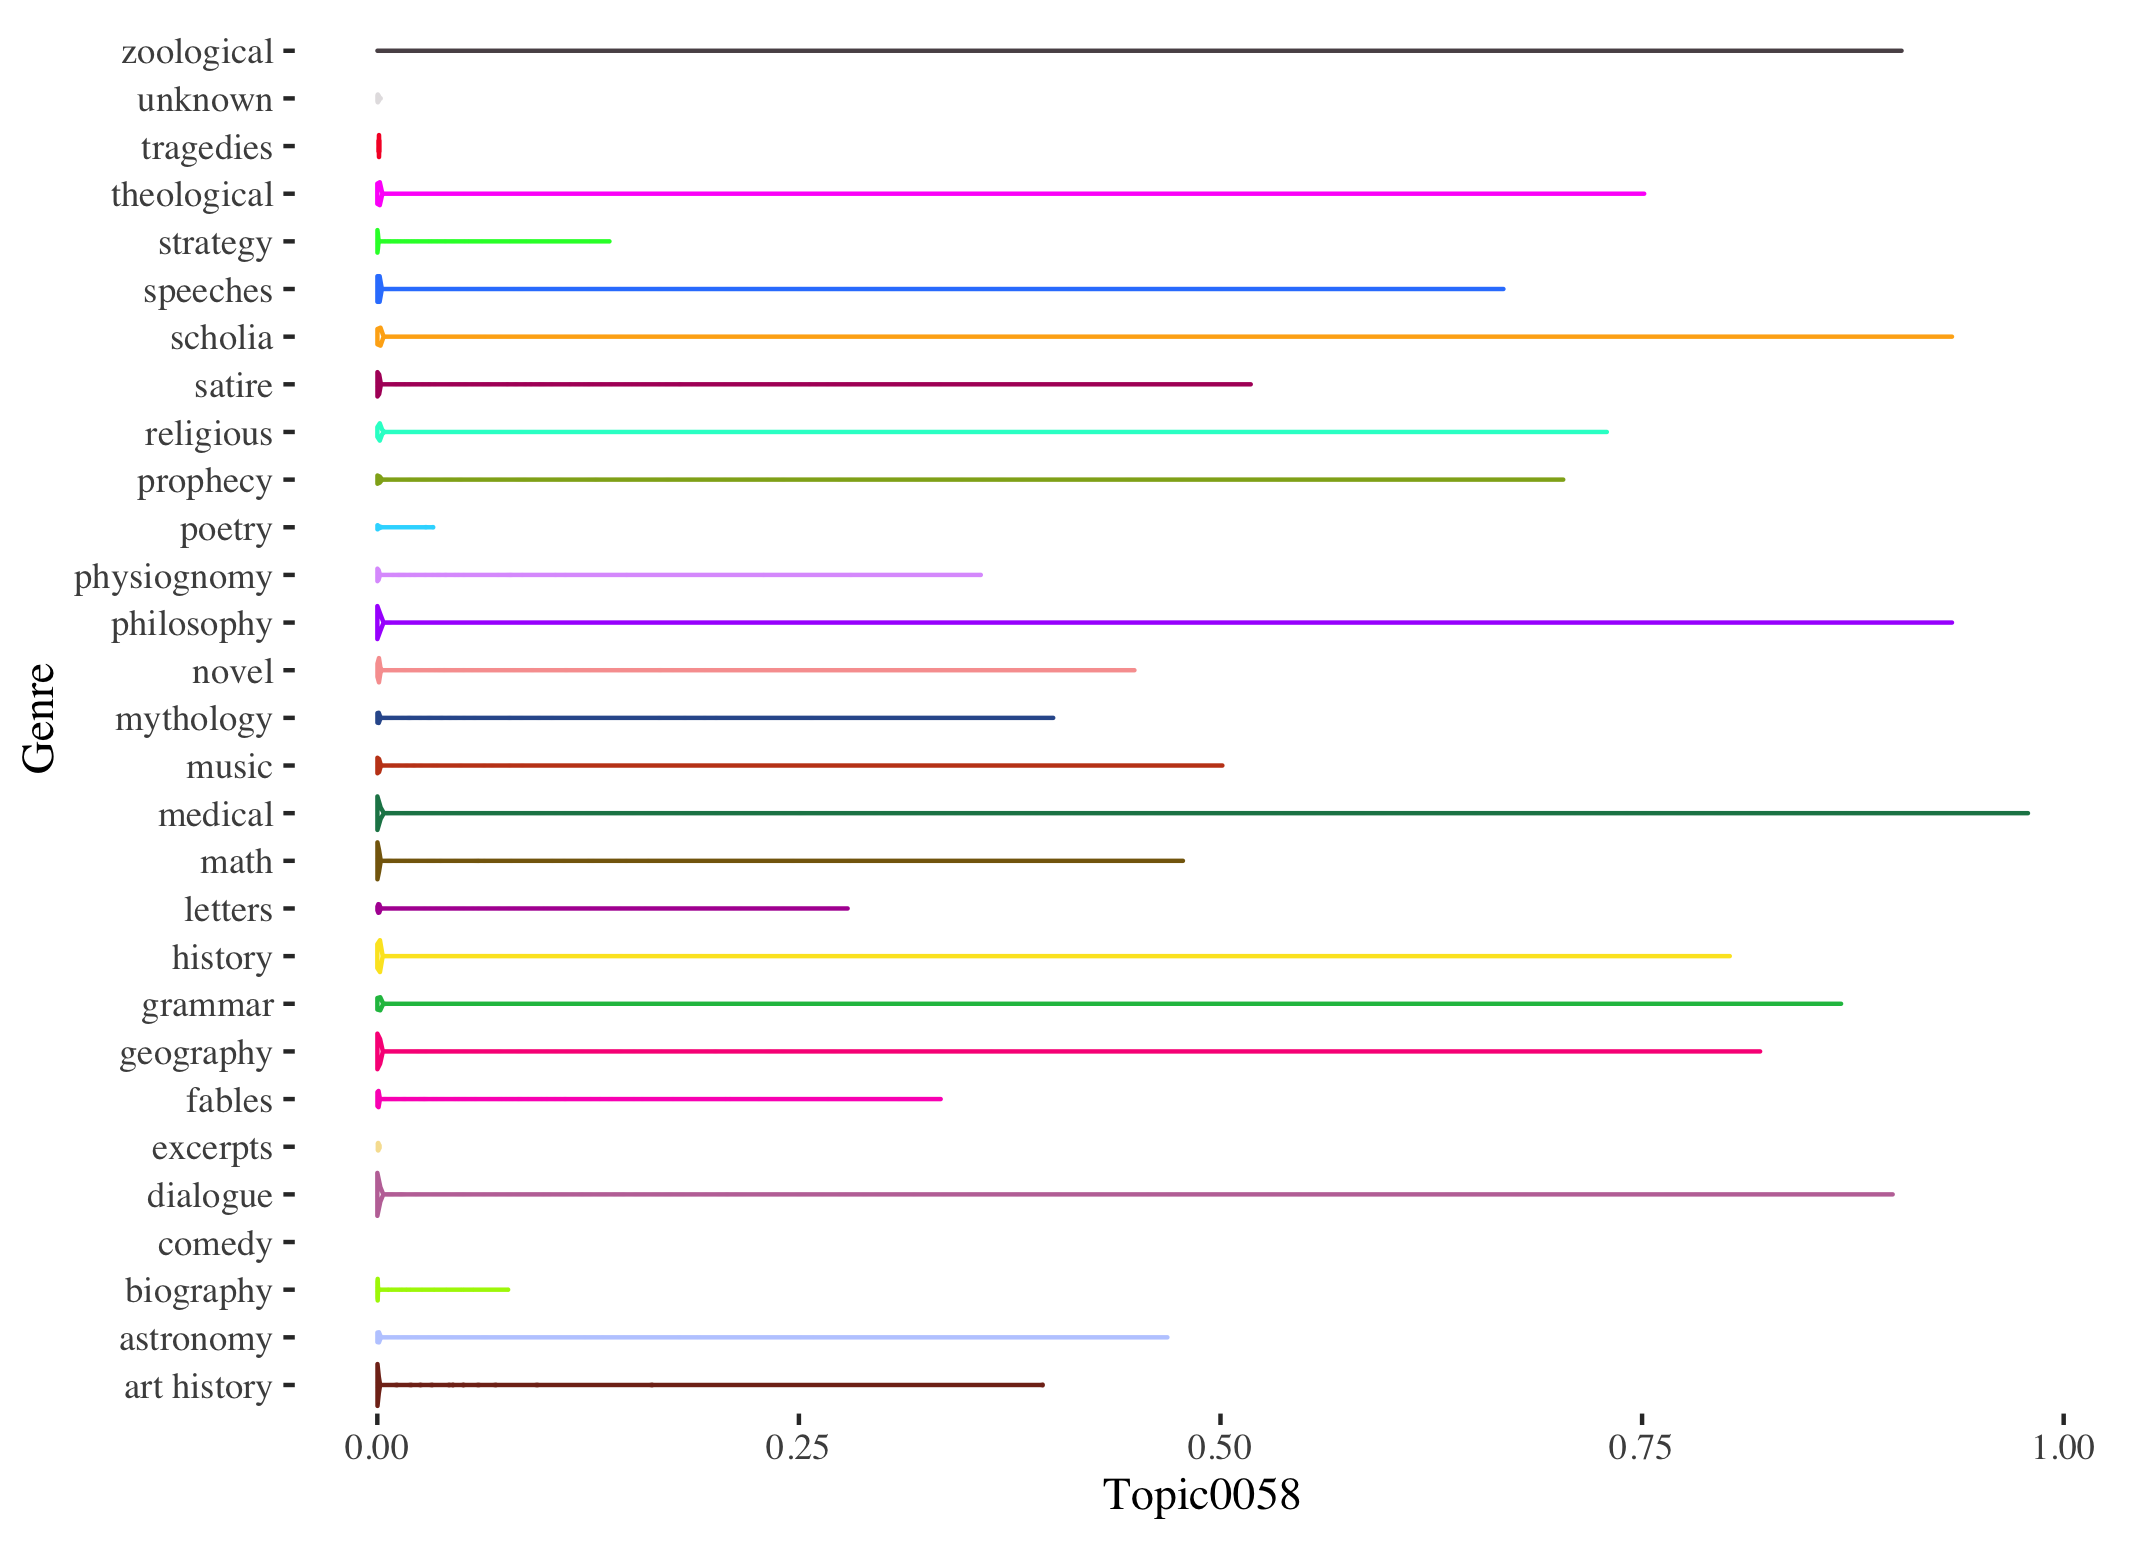 zoological
unknown
tragedies
theological
strategy
speeches
scholia
satire
religious
prophecy
poetry
physiognomy
philosophy
novel
mythology
music
medical
math
letters
history
grammar
geography
fables
excerpts
dialogue
comedy
biography
astronomy
art history
Genre
0.00 0.25 0.50 0.75 1.00
Topic0058